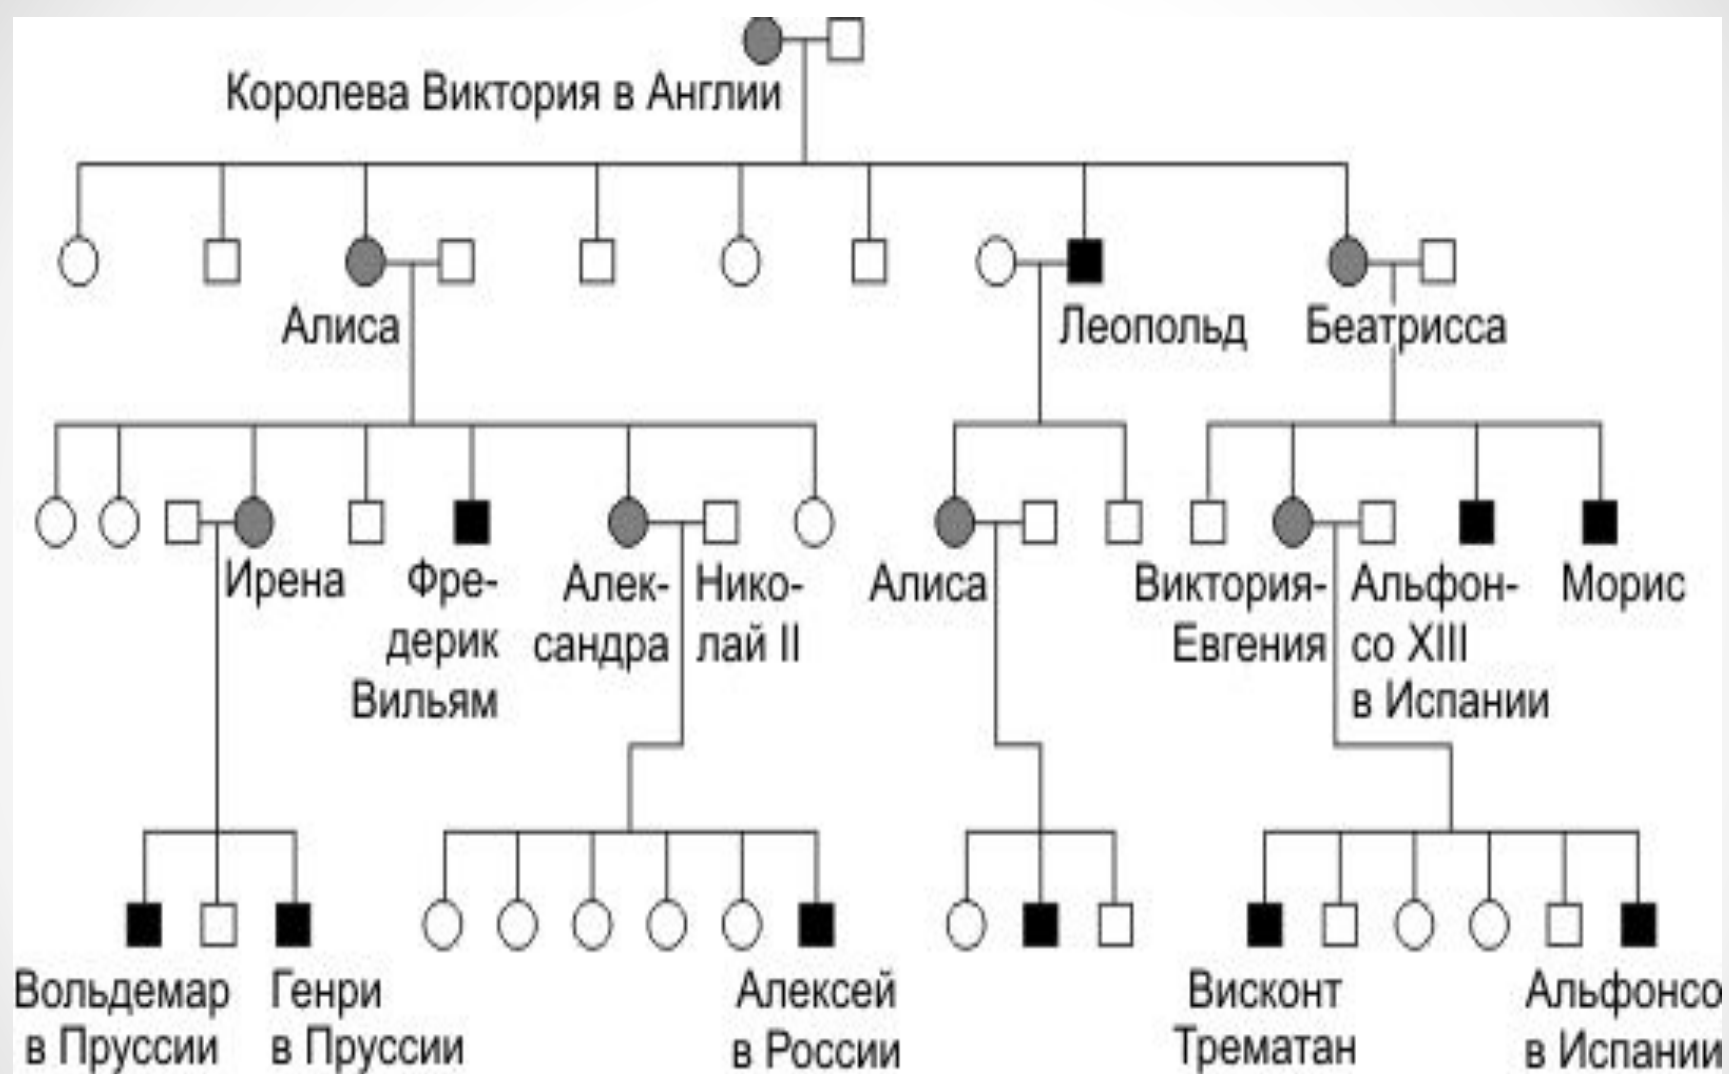 Королева Виктория в Англии
Алиса
Леопольд
Беатрисса
Ирена
Фре-
дерик
Вильям
Алек-
сандра
Нико-
лай II
Алиса
Виктория-
Евгения
Альфон-
со XIII
в Испании
Морис
Вольдемар
в Пруссии
Генри
в Пруссии
Алексей
в России
Висконт
Трематан
Альфонсо
в Испании